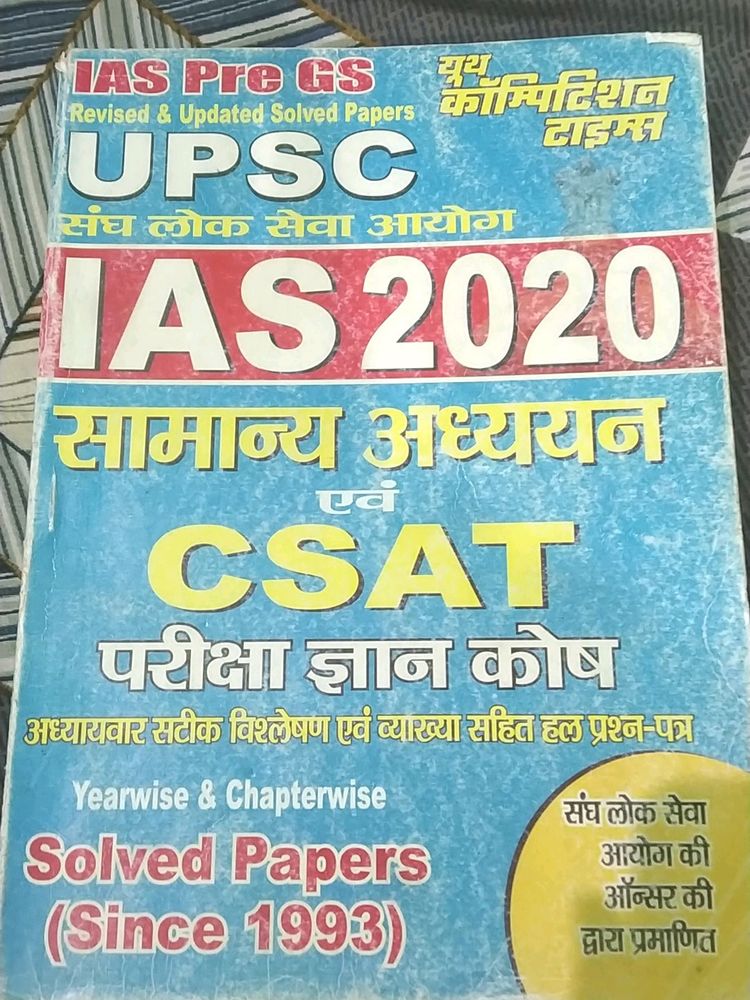 IAS Pre GS
Revised & Updated Solved Papers
यूथ
कॉम्पिटिशन
टाइम्स
UPSC
संघ लोक सेवा आयोग
IAS 2020
सामान्य अध्ययन
एवं
CSAT
परीक्षा ज्ञान कोष
अध्यायवार सटीक विश्लेषण एवं व्याख्या सहित हल प्रश्न-पत्र
Yearwise & Chapterwise
Solved Papers
(Since 1993)
संघ लोक सेवा
आयोग की
ऑन्सर की
द्वारा प्रमाणित